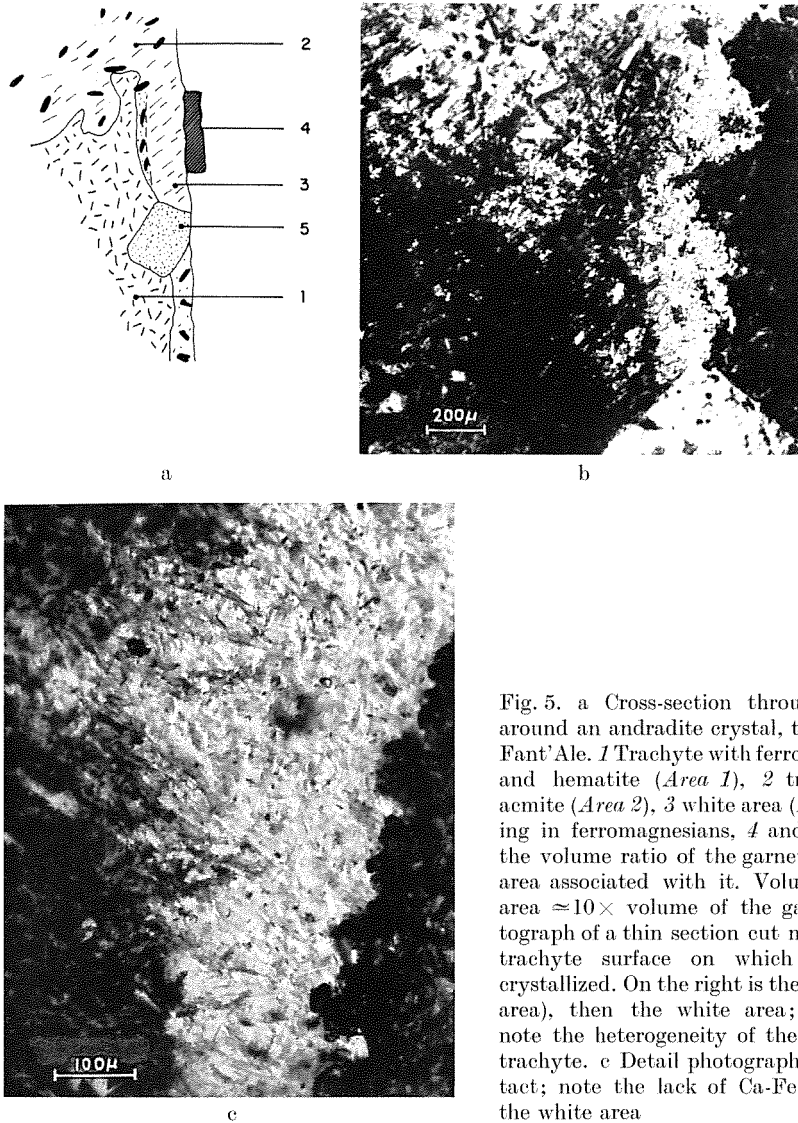 2
4
3
5
1
a
200μ
b
100μ
c
Fig. 5. a Cross-section throu
around an andradite crystal, t
Fant'Ale. 1 Trachyte with ferro
and hematite (Area 1), 2 tr
acmite (Area 2), 3 white area (
ing in ferromagnesians, 4 and
the volume ratio of the garne
area associated with it. Volu
area ≃10× volume of the ga
tograph of a thin section cut n
trachyte surface on which
crystallized. On the right is the
area), then the white area;
note the heterogeneity of the
trachyte. c Detail photograph
tact; note the lack of Ca-Fe
the white area